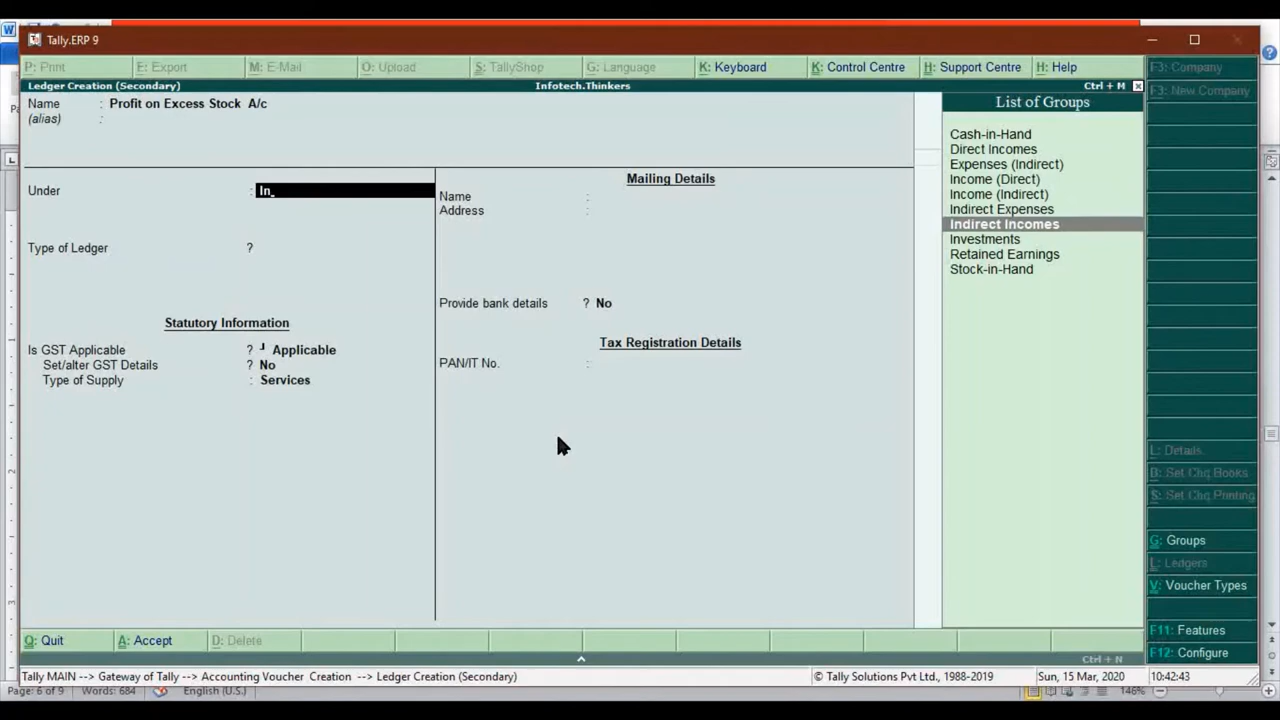 Tally.ERP 9
P: Print E: Export M: E-Mail O: Upload S: TallyShop G: Language K: Keyboard K: Control Centre H: Support Centre H: Help
Ledger Creation (Secondary) Infotech.Thinkers Ctrl + M
Name : Profit on Excess Stock A/c
(alias) :
Under : In
Type of Ledger ?
Statutory Information
Is GST Applicable ? Applicable
Set/alter GST Details ? No
Type of Supply : Services
Mailing Details
Name :
Address :
Provide bank details ? No
Tax Registration Details
PAN/IT No. :
List of Groups
Cash-in-Hand
Direct Incomes
Expenses (Indirect)
Income (Direct)
Income (Indirect)
Indirect Expenses
Indirect Incomes
Investments
Retained Earnings
Stock-in-Hand
F3: Company
F3: New Company
L: Details
B: Set Chq Books
S: Set Chq Printing
G: Groups
L: Ledgers
V: Voucher Types
F11: Features
F12: Configure
Q: Quit A: Accept D: Delete
Ctrl + N
Tally MAIN --> Gateway of Tally --> Accounting Voucher Creation --> Ledger Creation (Secondary) © Tally Solutions Pvt Ltd., 1988-2019 Sun, 15 Mar, 2020 10:42:43
Page: 6 of 9 Words: 684 English (U.S.) 146%